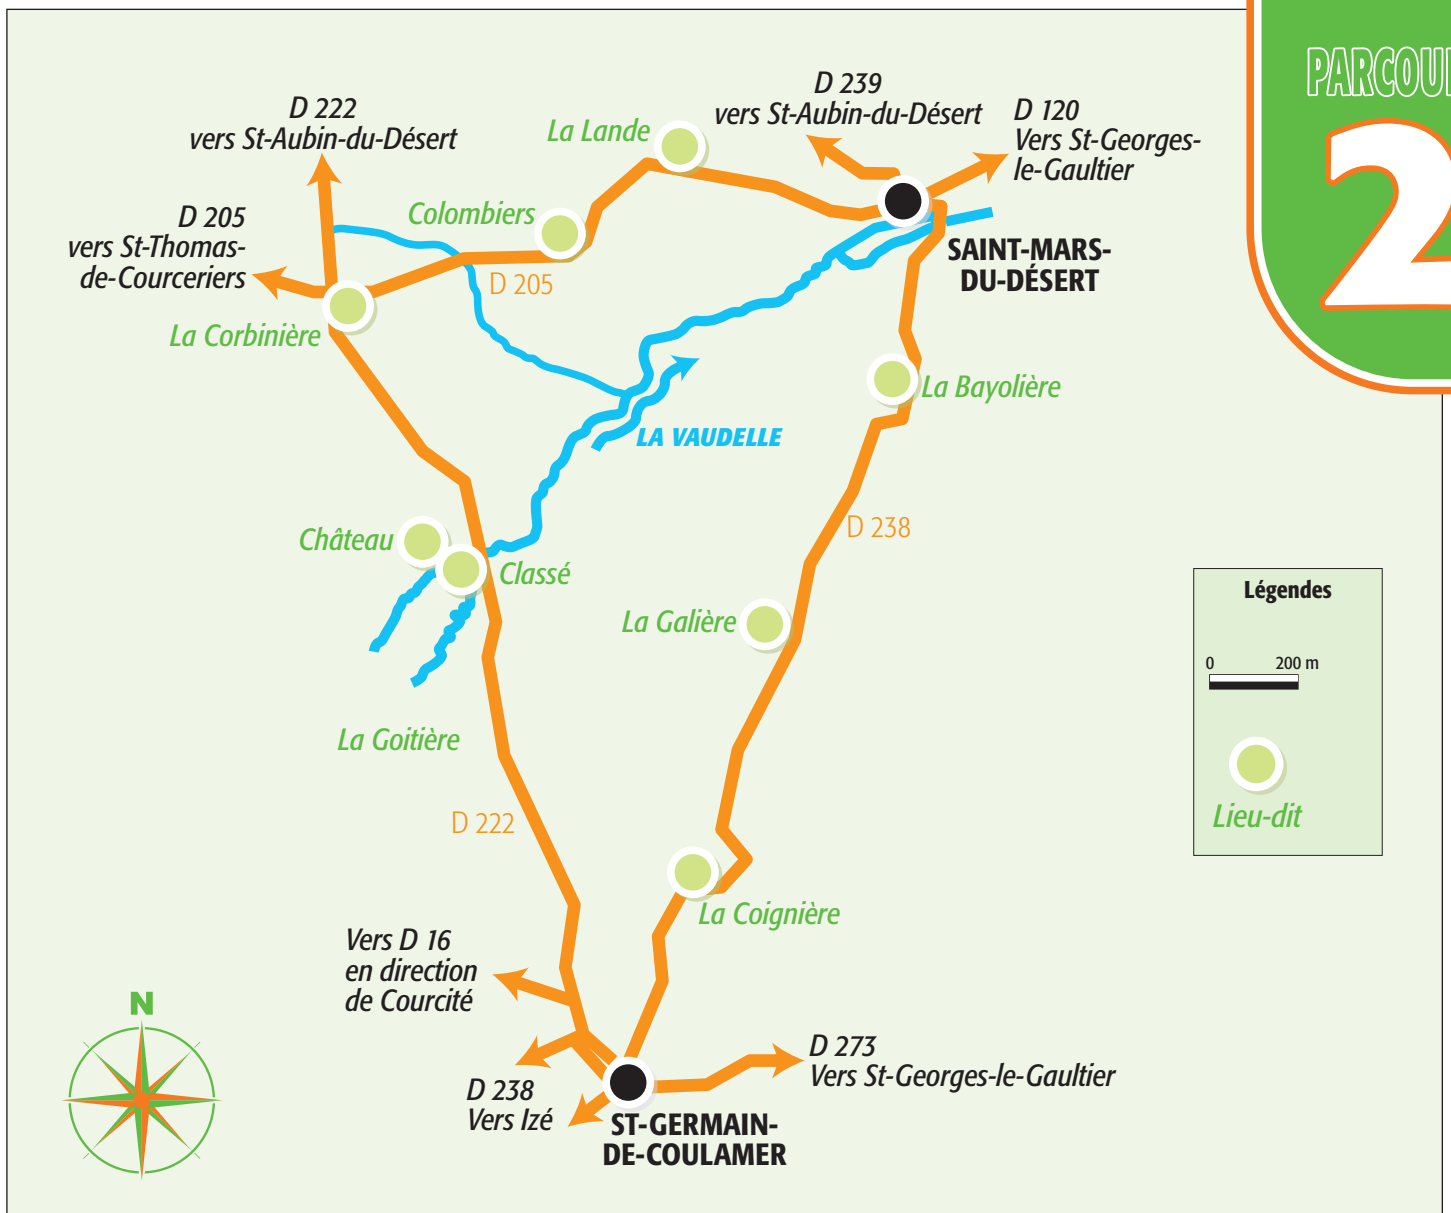 PARCOU
2
D 239
vers St-Aubin-du-Désert
D 222
vers St-Aubin-du-Désert
La Lande
D 120
Vers St-Georges-
le-Gaultier
D 205
vers St-Thomas-
de-Courceriers
Colombiers
SAINT-MARS-
DU-DÉSERT
D 205
La Corbinière
La Bayolière
LA VAUDELLE
D 238
Château
Classé
La Galière
Légendes
0 200 m
Lieu-dit
La Goitière
D 222
La Coignière
Vers D 16
en direction
de Courcité
N
D 273
Vers St-Georges-le-Gaultier
D 238
Vers Izé
ST-GERMAIN-
DE-COULAMER